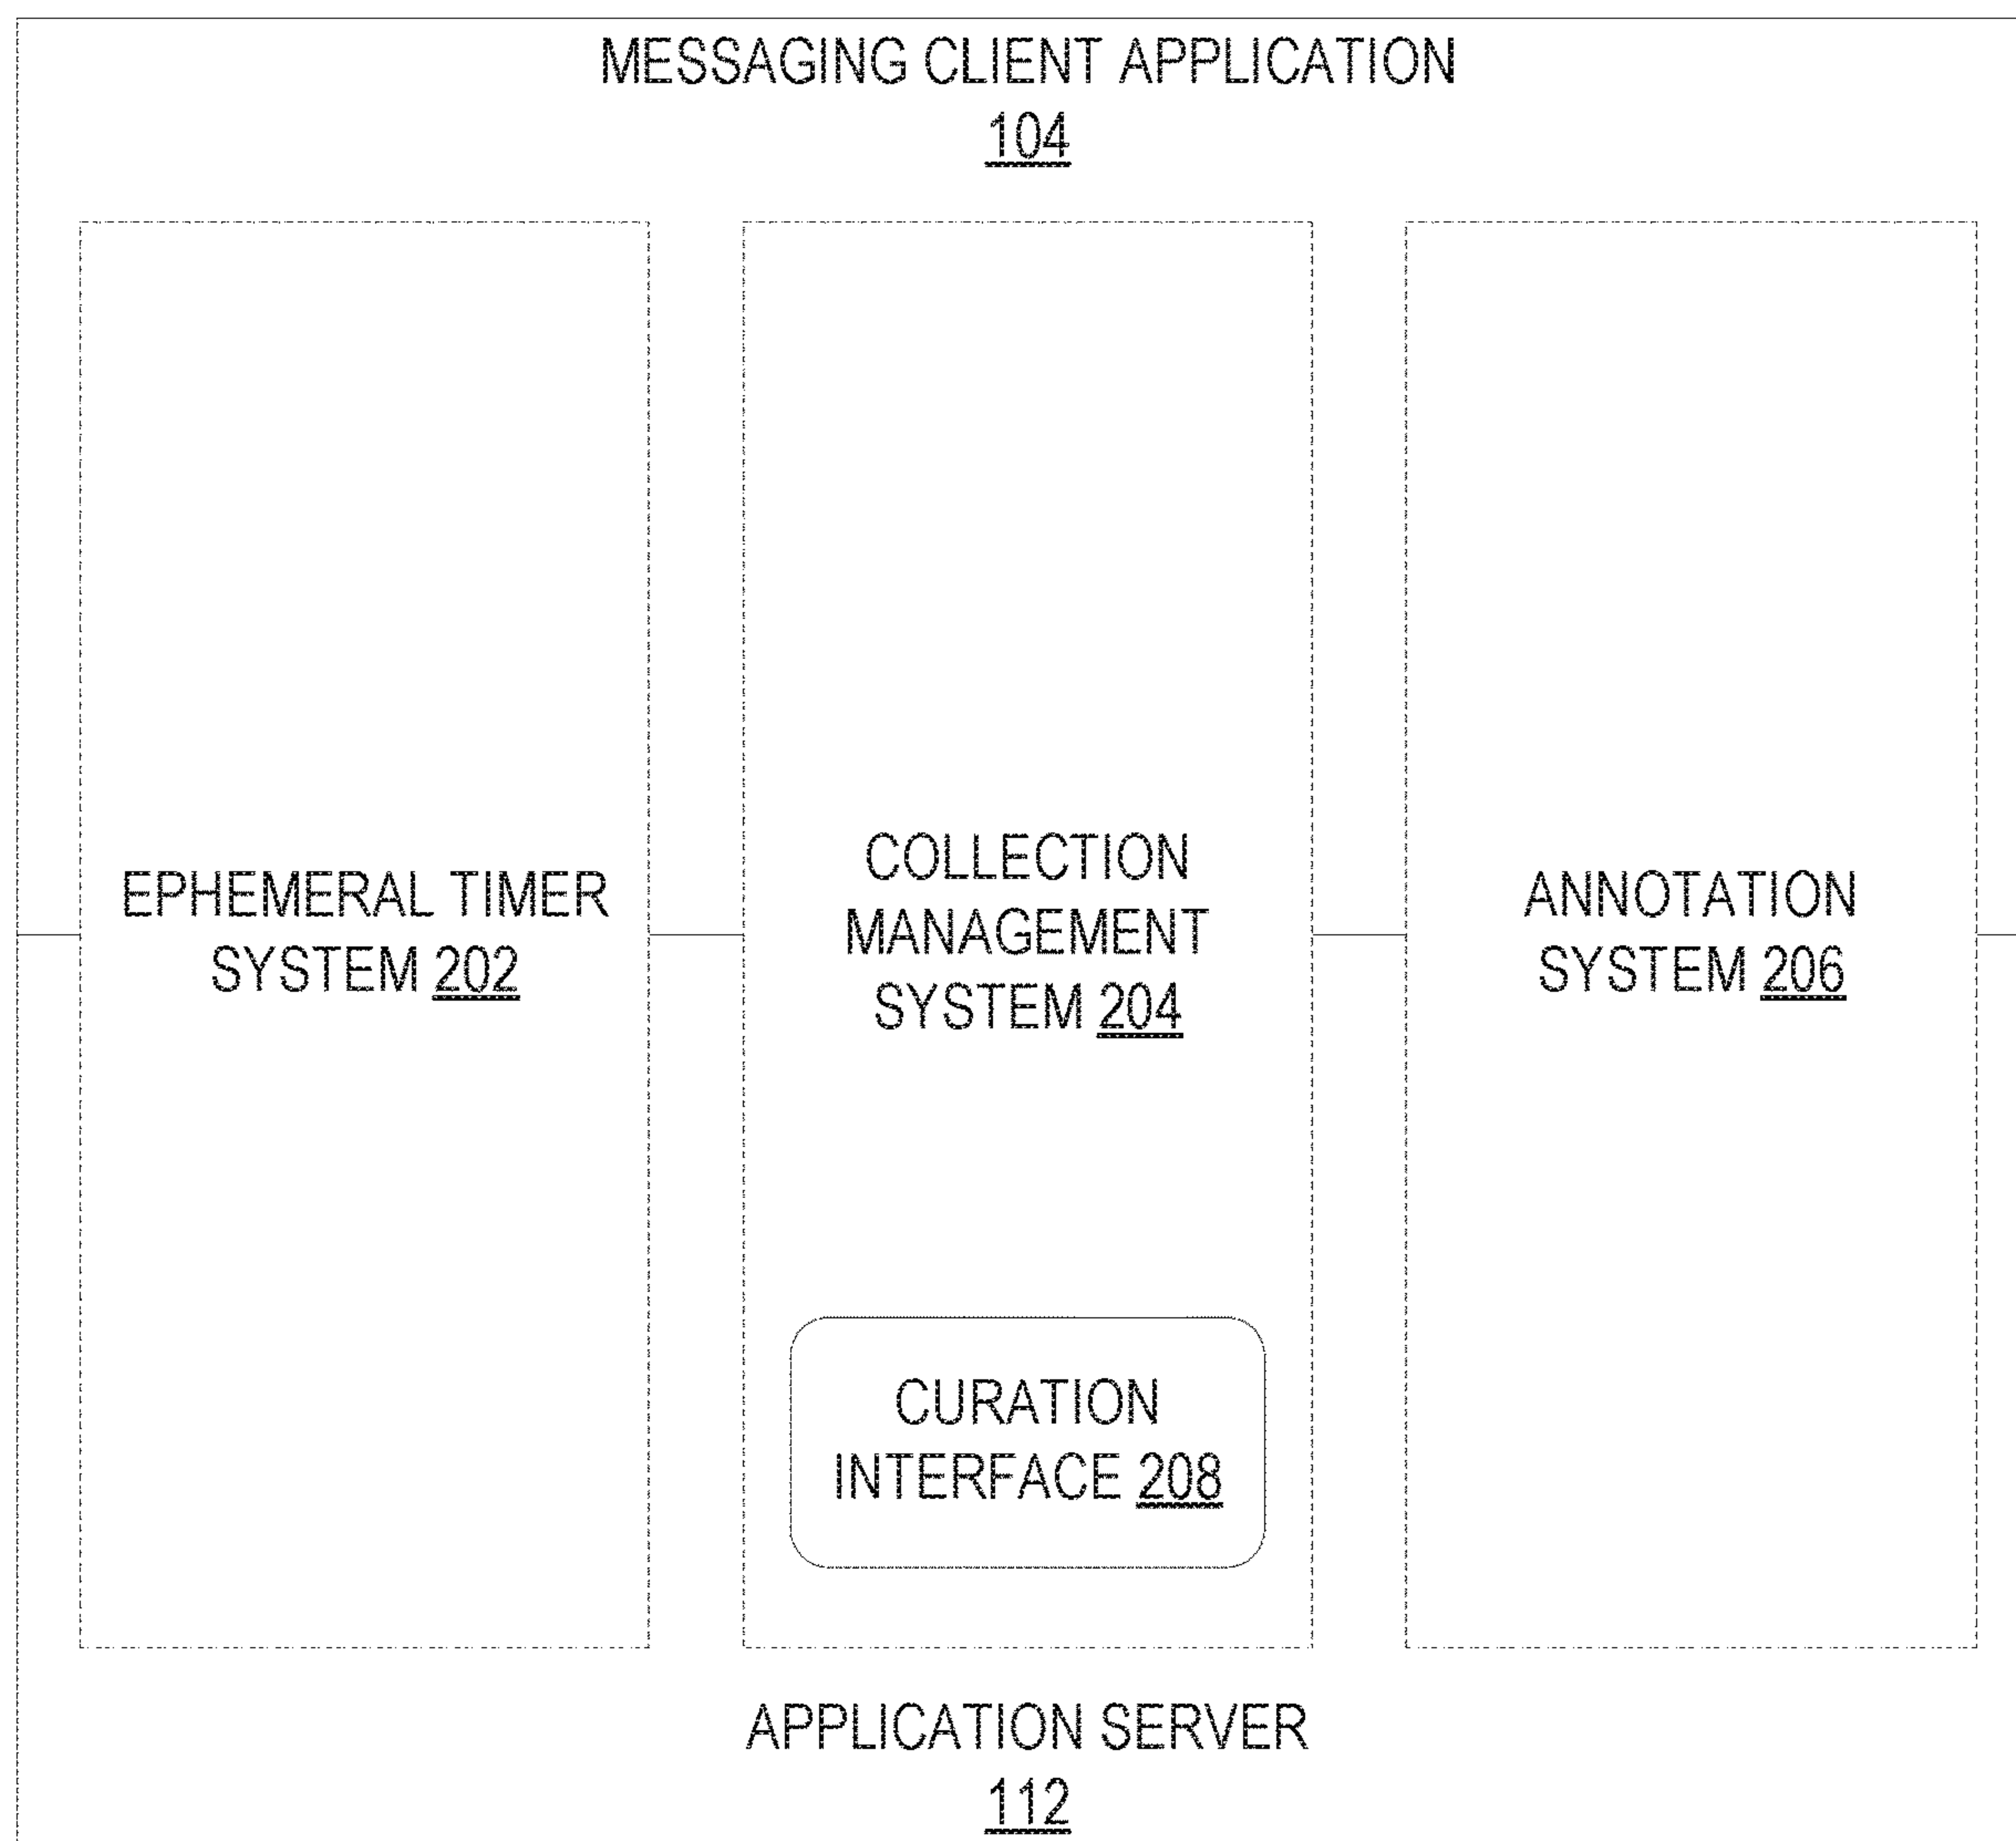 MESSAGING CLIENT APPLICATION
104
EPHEMERAL TIMER
SYSTEM 202
COLLECTION
MANAGEMENT
SYSTEM 204
ANNOTATION
SYSTEM 206
CURATION
INTERFACE 208
APPLICATION SERVER
112